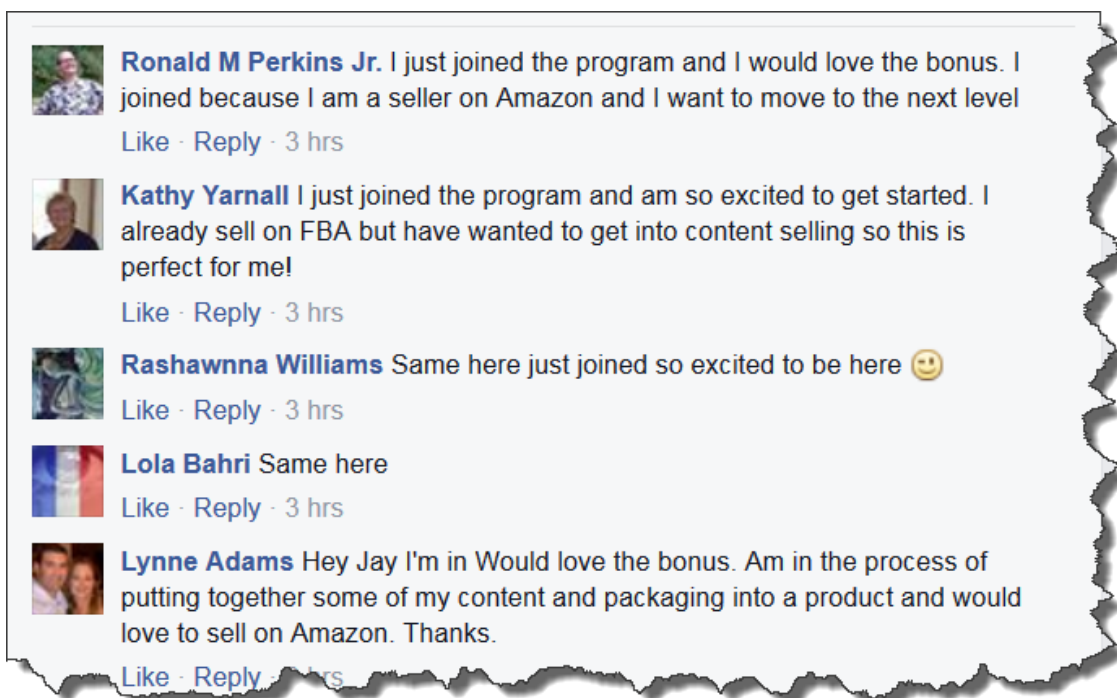 Ronald M Perkins Jr. I just joined the program and I would love the bonus. I
joined because I am a seller on Amazon and I want to move to the next level
Like · Reply · 3 hrs
Kathy Yarnall I just joined the program and am so excited to get started. I
already sell on FBA but have wanted to get into content selling so this is
perfect for me!
Like · Reply · 3 hrs
Rashawnna Williams Same here just joined so excited to be here 😉
Like · Reply · 3 hrs
Lola Bahri Same here
Like · Reply · 3 hrs
Lynne Adams Hey Jay I'm in Would love the bonus. Am in the process of
putting together some of my content and packaging into a product and would
love to sell on Amazon. Thanks.
Like · Reply · hrs